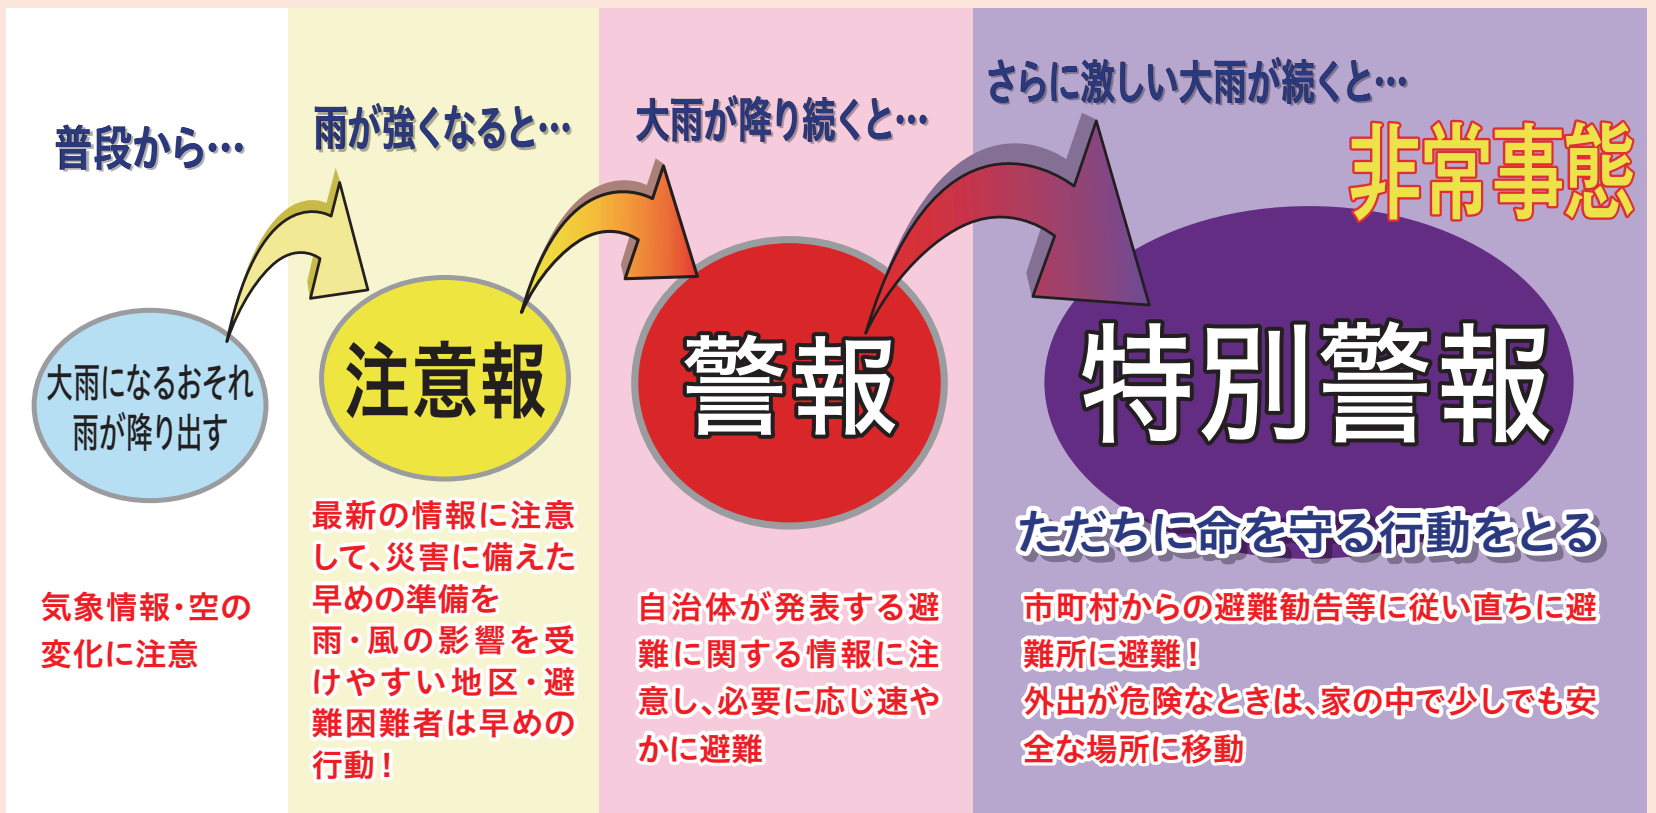 普段から…
大雨になるおそれ
雨が降り出す
気象情報・空の
変化に注意
雨が強くなると…
注意報
最新の情報に注意
して、災害に備えた
早めの準備を
雨・風の影響を受
けやすい地区・避
難困難者は早めの
行動！
大雨が降り続くと…
警報
自治体が発表する避
難に関する情報に注
意し、必要に応じ速や
かに避難
さらに激しい大雨が続くと…
非常事態
特別警報
ただちに命を守る行動をとる
市町村からの避難勧告等に従い直ちに避
難所に避難！
外出が危険なときは、家の中で少しでも安
全な場所に移動